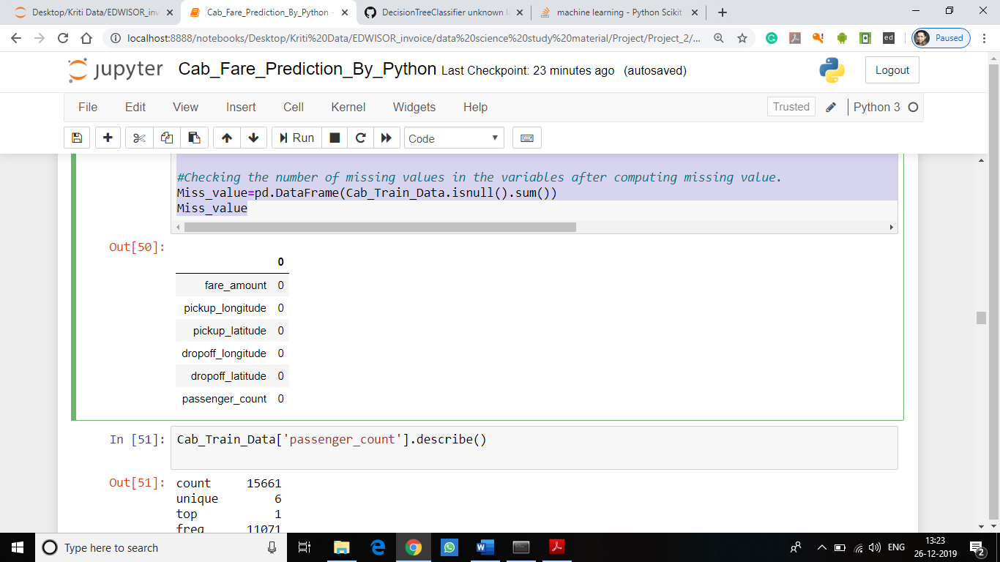 Desktop/Kriti Data/EDWISOR_inv
Cab_Fare_Prediction_By_Python -
DecisionTreeClassifier unknown la
machine learning - Python Scikit
localhost:8888/notebooks/Desktop/Kriti%20Data/EDWISOR_invoice/data%20science%20study%20material/Project/Project_2/...
ed
Paused
jupyter
Cab_Fare_Prediction_By_Python Last Checkpoint: 23 minutes ago (autosaved)
Logout
File Edit View Insert Cell Kernel Widgets Help
Trusted
Python 3
Run
Code
#Checking the number of missing values in the variables after computing missing value.
Miss_value=pd.DataFrame(Cab_Train_Data.isnull().sum())
Miss_value
Out[50]:
0
fare_amount 0
pickup_longitude 0
pickup_latitude 0
dropoff_longitude 0
dropoff_latitude 0
passenger_count 0
In [51]: Cab_Train_Data['passenger_count'].describe()
Out[51]: count 15661
unique 6
top 1
freq 11071
Type here to search
ENG
13:23
26-12-2019
2